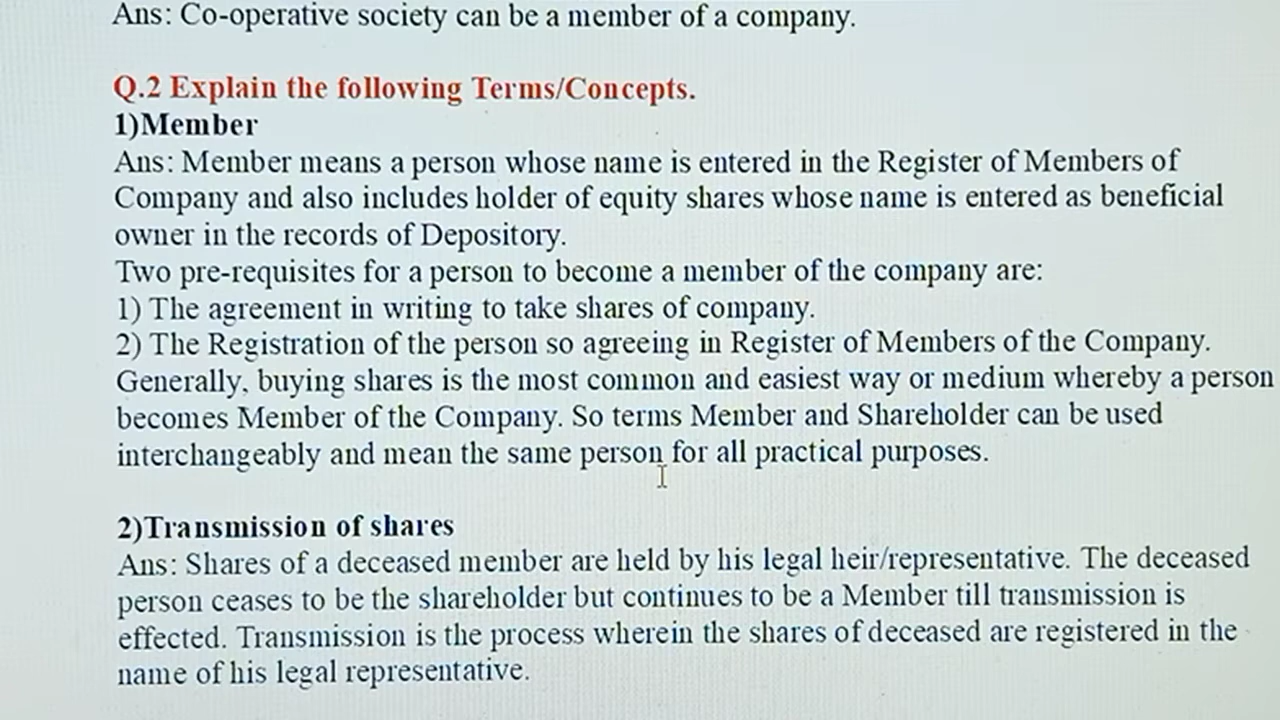 Ans: Co-operative society can be a member of a company.
Q.2 Explain the following Terms/Concepts.
1)Member
Ans: Member means a person whose name is entered in the Register of Members of
Company and also includes holder of equity shares whose name is entered as beneficial
owner in the records of Depository.
Two pre-requisites for a person to become a member of the company are:
1) The agreement in writing to take shares of company.
2) The Registration of the person so agreeing in Register of Members of the Company.
Generally, buying shares is the most common and easiest way or medium whereby a person
becomes Member of the Company. So terms Member and Shareholder can be used
interchangeably and mean the same person for all practical purposes.
2)Transmission of shares
Ans: Shares of a deceased member are held by his legal heir/representative. The deceased
person ceases to be the shareholder but continues to be a Member till transmission is
effected. Transmission is the process wherein the shares of deceased are registered in the
name of his legal representative.